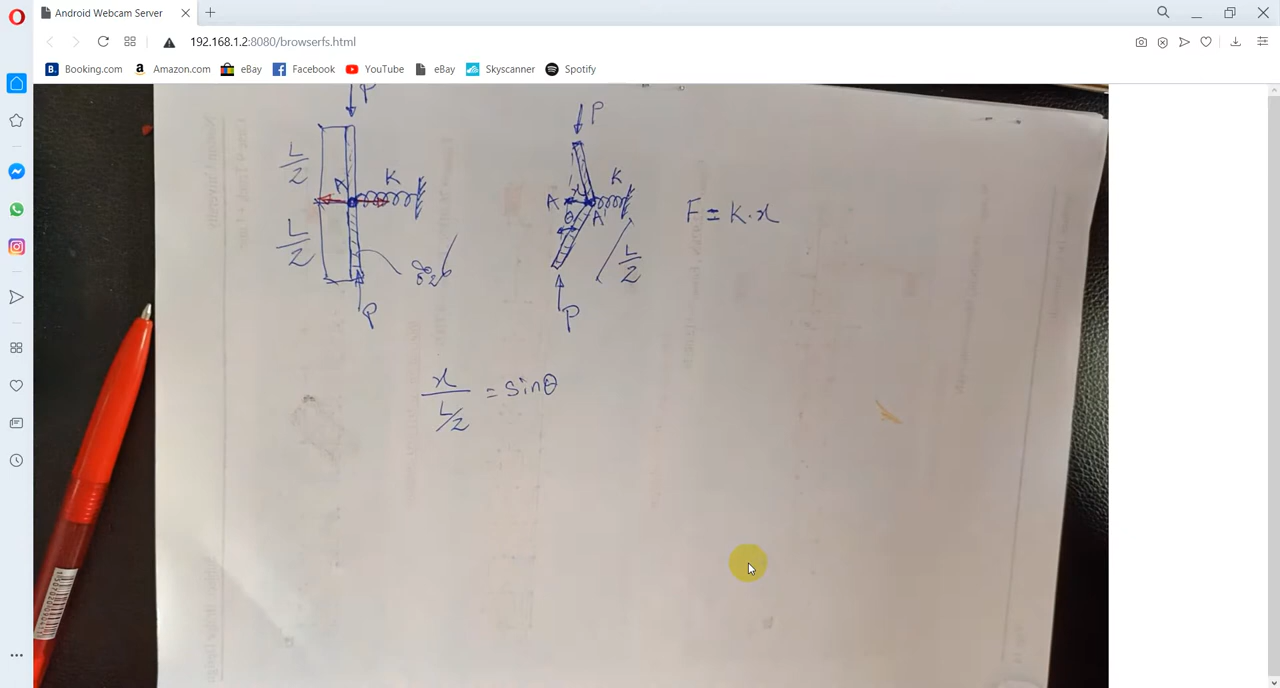 Android Webcam Server
192.168.1.2:8080/browserfs.html
Booking.com
Amazon.com
eBay
Facebook
YouTube
eBay
Skyscanner
Spotify
P
P
L/2
A
K
x
K
A
θ
A'
F = K.x
L/2
L/2
P
P
x/(L/2) = sinθ